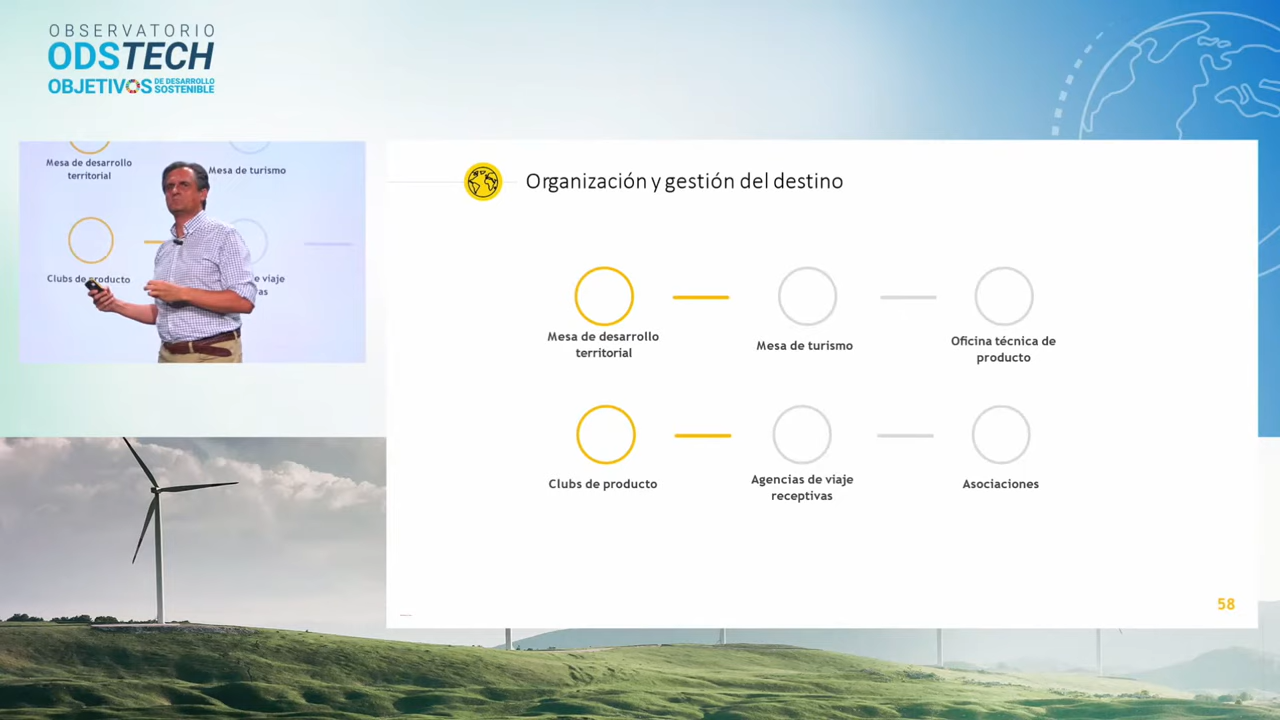 OBSERVATORIO
ODSTECH
OBJETIVOS DE DESARROLLO SOSTENIBLE
Mesa de desarrollo
territorial
Mesa de turismo
Clubs de producto
e viaje
as
Organización y gestión del destino
Mesa de desarrollo
territorial
Mesa de turismo
Oficina técnica de
producto
Clubs de producto
Agencias de viaje
receptivas
Asociaciones
58